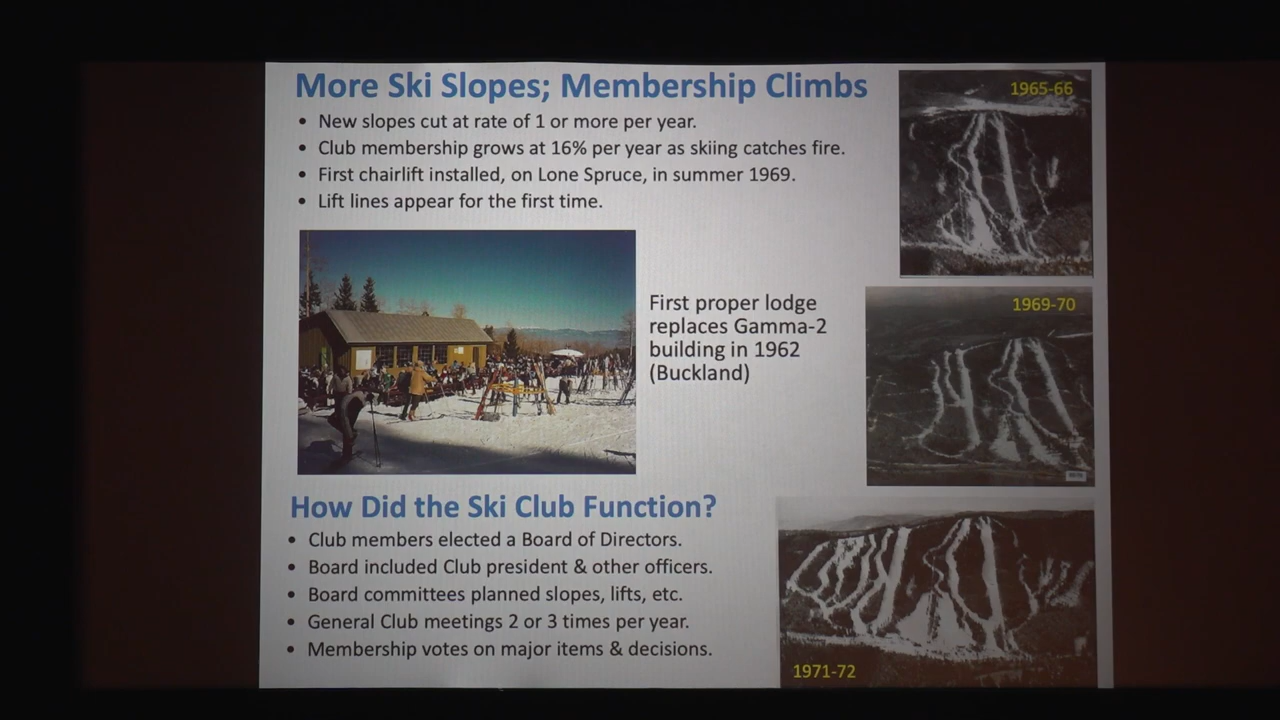 More Ski Slopes; Membership Climbs
• New slopes cut at rate of 1 or more per year.
• Club membership grows at 16% per year as skiing catches fire.
• First chairlift installed, on Lone Spruce, in summer 1969.
• Lift lines appear for the first time.
1965-66
First proper lodge
replaces Gamma-2
building in 1962
(Buckland)
1969-70
How Did the Ski Club Function?
• Club members elected a Board of Directors.
• Board included Club president & other officers.
• Board committees planned slopes, lifts, etc.
• General Club meetings 2 or 3 times per year.
• Membership votes on major items & decisions.
1971-72